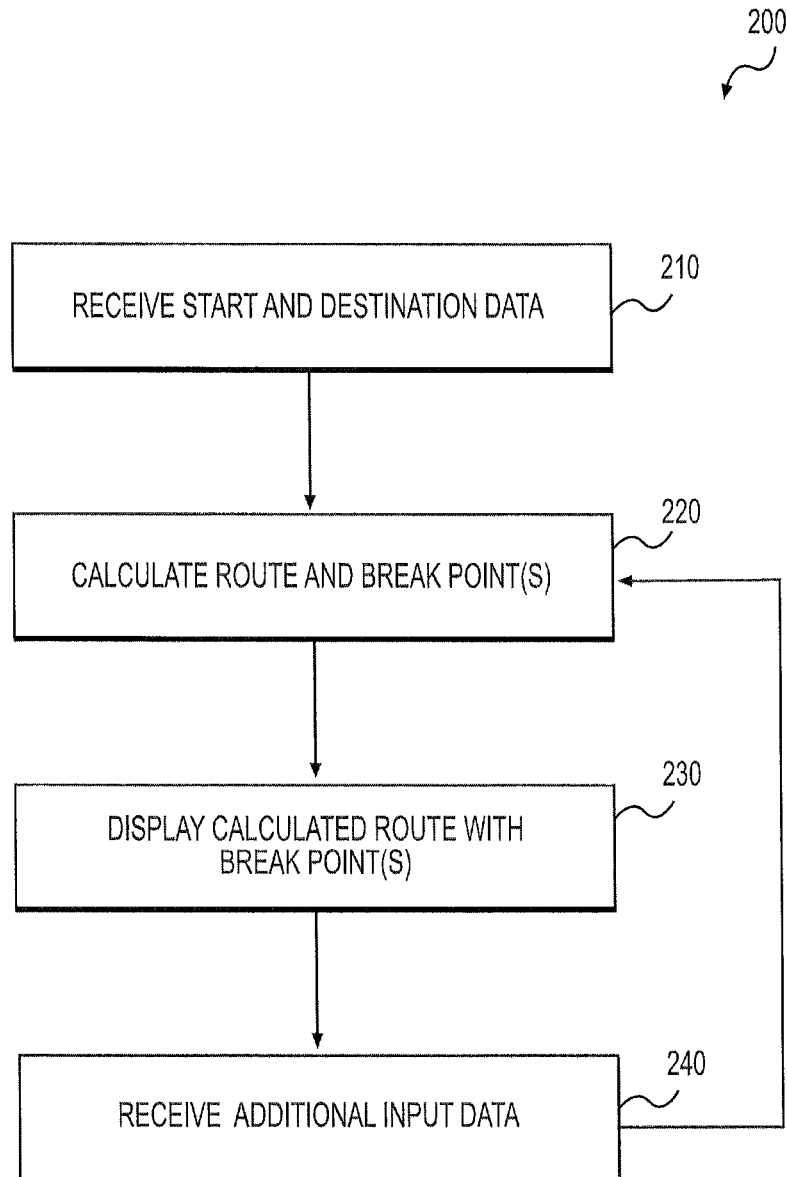 200
RECEIVE START AND DESTINATION DATA
210
CALCULATE ROUTE AND BREAK POINT(S)
220
DISPLAY CALCULATED ROUTE WITH
BREAK POINT(S)
230
RECEIVE ADDITIONAL INPUT DATA
240